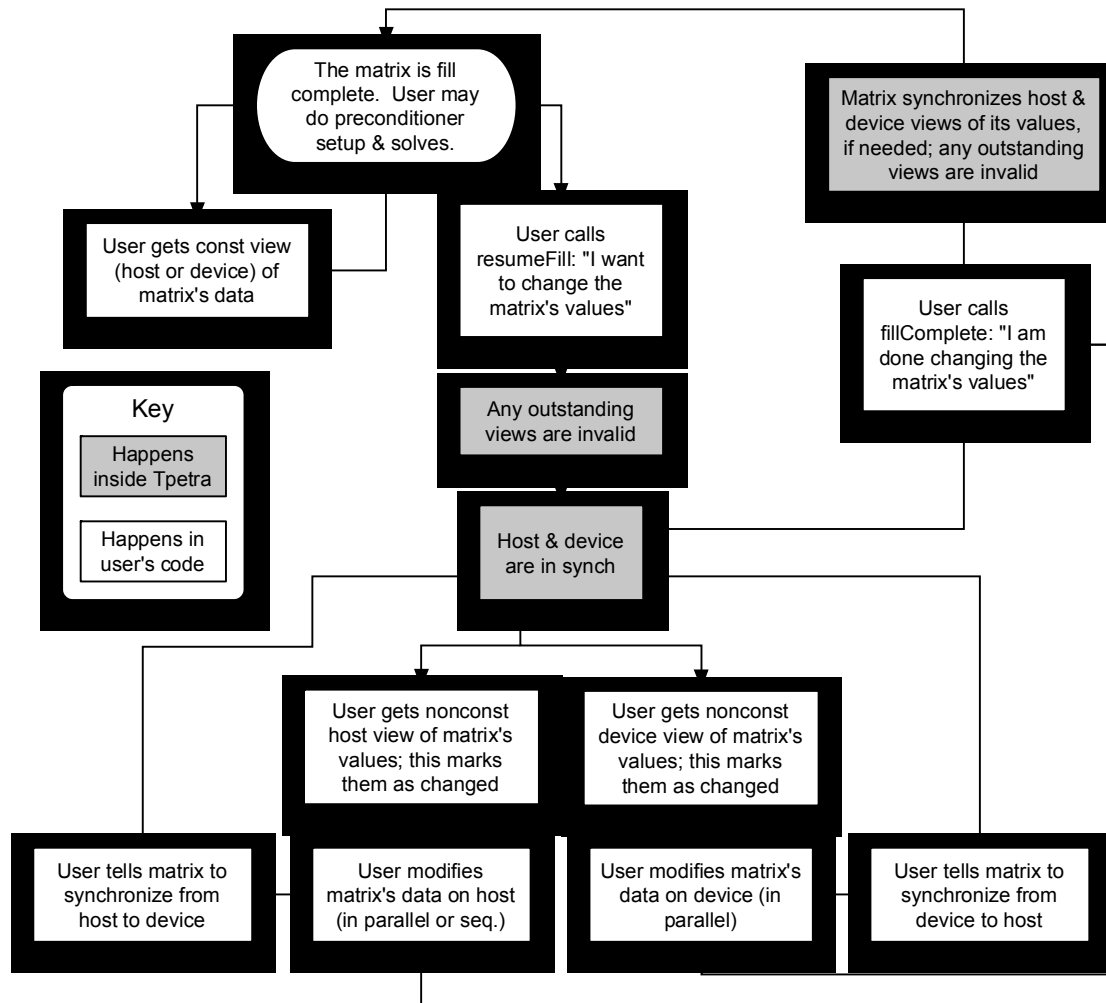 The matrix is fill
complete.  User may
do preconditioner
setup & solves.
Matrix synchronizes host &
device views of its values,
if needed; any outstanding
views are invalid
User gets const view
(host or device) of
matrix's data
User calls
resumeFill: "I want
to change the
matrix's values"
User calls
fillComplete: "I am
done changing the
matrix's values"
Key
Happens
inside Tpetra
Happens in
user's code
Any outstanding
views are invalid
Host & device
are in synch
User gets nonconst
host view of matrix's
values; this marks
them as changed
User gets nonconst
device view of matrix's
values; this marks
them as changed
User tells matrix to
synchronize from
host to device
User modifies
matrix's data on host
(in parallel or seq.)
User modifies matrix's
data on device (in
parallel)
User tells matrix to
synchronize from
device to host